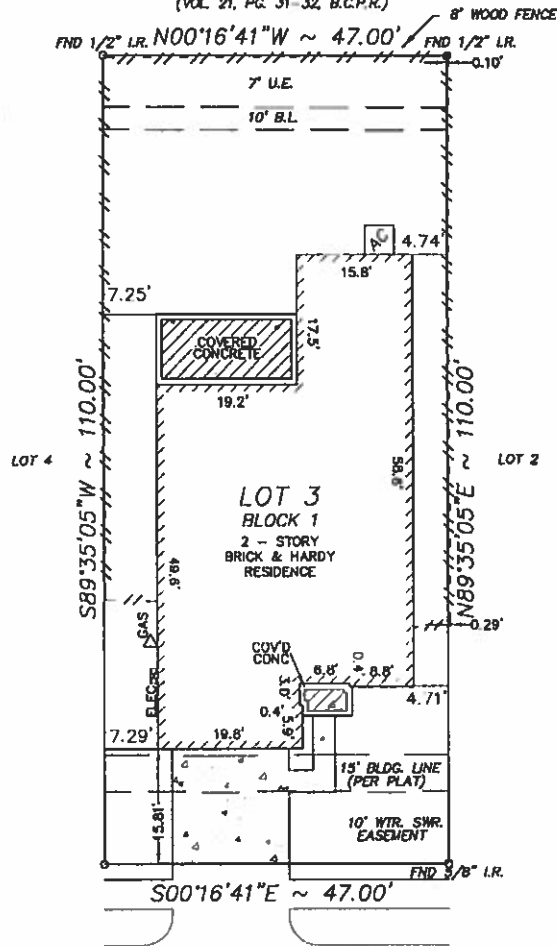 (VOL. 21, PG. 31-32, B.C.P.R.)
8' WOOD FENCE
FND 1/2" I.R.
N00°16'41"W ~ 47.00'
FND 1/2" I.R.
0.10'
7' U.E.
10' B.L.
AC
4.74'
15.8'
7.25'
17.5'
COVERED
CONCRETE
19.2'
S89°35'05"W ~ 110.00'
N89°35'05"E ~ 110.00'
LOT 4
LOT 2
58.6'
LOT 3
BLOCK 1
2 - STORY
BRICK & HARDY
RESIDENCE
49.6'
GAS
0.29'
COV'D
CONC
6.8'
0.4'
8.8'
3.0'
ELEC
0.4'
5.9'
4.71'
7.29'
19.8'
15' BLDG. LINE
(PER PLAT)
15.81'
10' WTR. SWR.
EASEMENT
FND 5/8" I.R.
S00°16'41"E ~ 47.00'